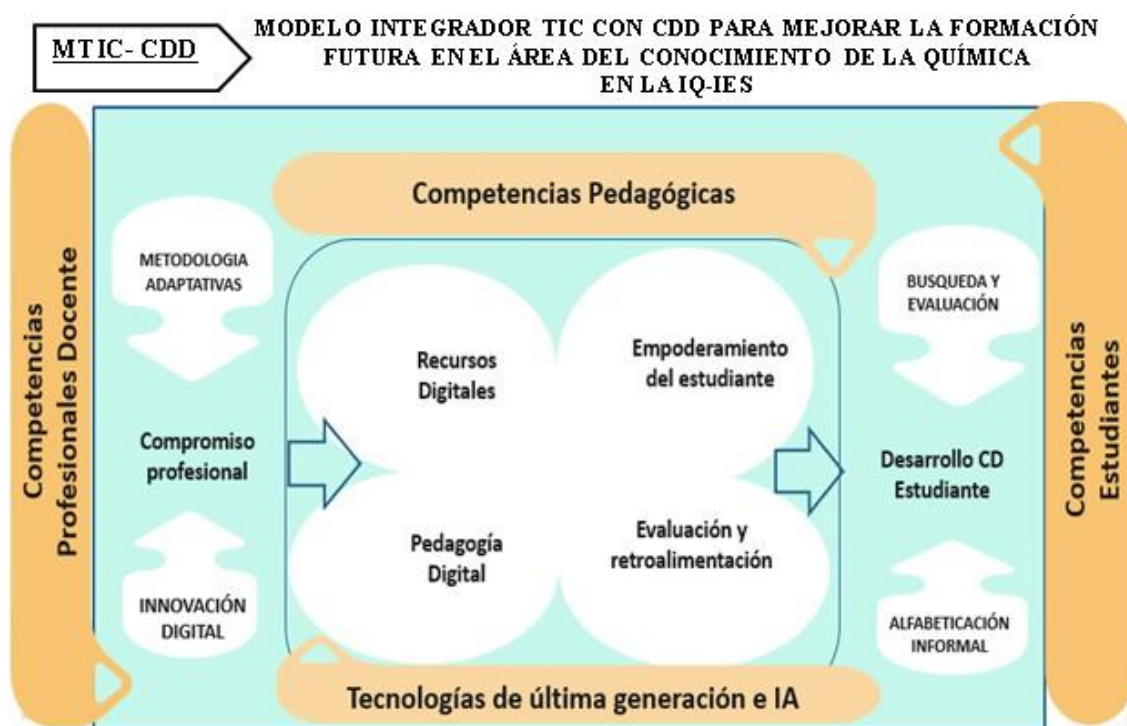 MTIC- CDD
MODELO INTEGRADOR TIC CON CDD PARA MEJORAR LA FORMACIÓN
FUTURA EN EL ÁREA DEL CONOCIMIENTO DE LA QUÍMICA
EN LA IQ-IES
Competencias
Profesionales Docente
Competencias Pedagógicas
METODOLOGIA
ADAPTATIVAS
Compromiso
profesional
INNOVACIÓN
DIGITAL
Recursos
Digitales
Empoderamiento
del estudiante
Pedagogía
Digital
Evaluación y
retroalimentación
BUSQUEDA Y
EVALUACIÓN
Desarrollo CD
Estudiante
ALFABETICACIÓN
INFORMAL
Tecnologías de última generación e IA
Competencias
Estudiantes